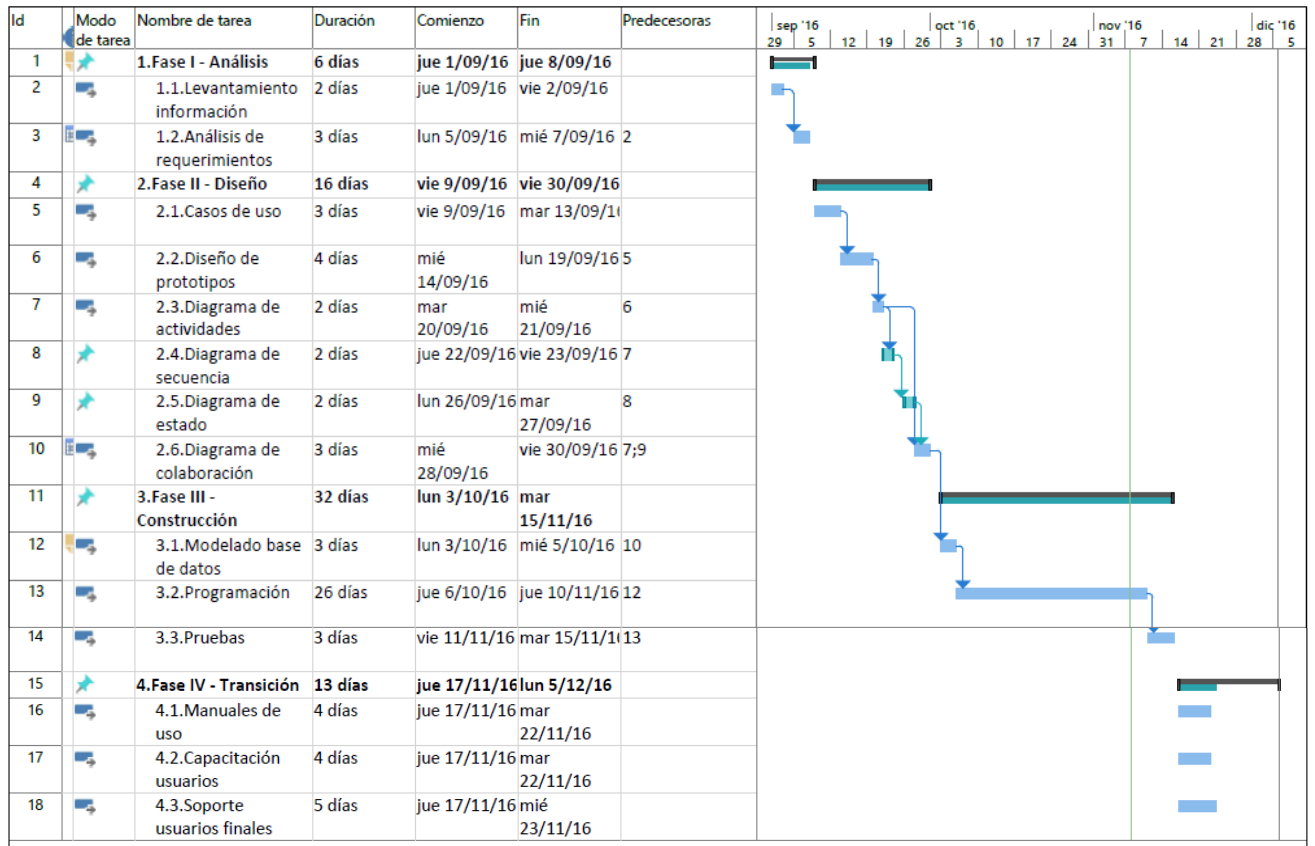 Id Modo de tarea Nombre de tarea Duración Comienzo Fin Predecesoras
sep '16 oct '16 nov '16 dic '16
29 5 12 19 26 3 10 17 24 31 7 14 21 28 5
1 1.Fase I - Análisis 6 días jue 1/09/16 jue 8/09/16
2 1.1.Levantamiento información 2 días jue 1/09/16 vie 2/09/16
3 1.2.Análisis de requerimientos 3 días lun 5/09/16 mié 7/09/16 2
4 2.Fase II - Diseño 16 días vie 9/09/16 vie 30/09/16
5 2.1.Casos de uso 3 días vie 9/09/16 mar 13/09/1
6 2.2.Diseño de prototipos 4 días mié 14/09/16 lun 19/09/16 5
7 2.3.Diagrama de actividades 2 días mar 20/09/16 mié 21/09/16 6
8 2.4.Diagrama de secuencia 2 días jue 22/09/16 vie 23/09/16 7
9 2.5.Diagrama de estado 2 días lun 26/09/16 mar 27/09/16 8
10 2.6.Diagrama de colaboración 3 días mié 28/09/16 vie 30/09/16 7;9
11 3.Fase III - Construcción 32 días lun 3/10/16 mar 15/11/16
12 3.1.Modelado base de datos 3 días lun 3/10/16 mié 5/10/16 10
13 3.2.Programación 26 días jue 6/10/16 jue 10/11/16 12
14 3.3.Pruebas 3 días vie 11/11/16 mar 15/11/1 13
15 4.Fase IV - Transición 13 días jue 17/11/16 lun 5/12/16
16 4.1.Manuales de uso 4 días jue 17/11/16 mar 22/11/16
17 4.2.Capacitación usuarios 4 días jue 17/11/16 mar 22/11/16
18 4.3.Soporte usuarios finales 5 días jue 17/11/16 mié 23/11/16